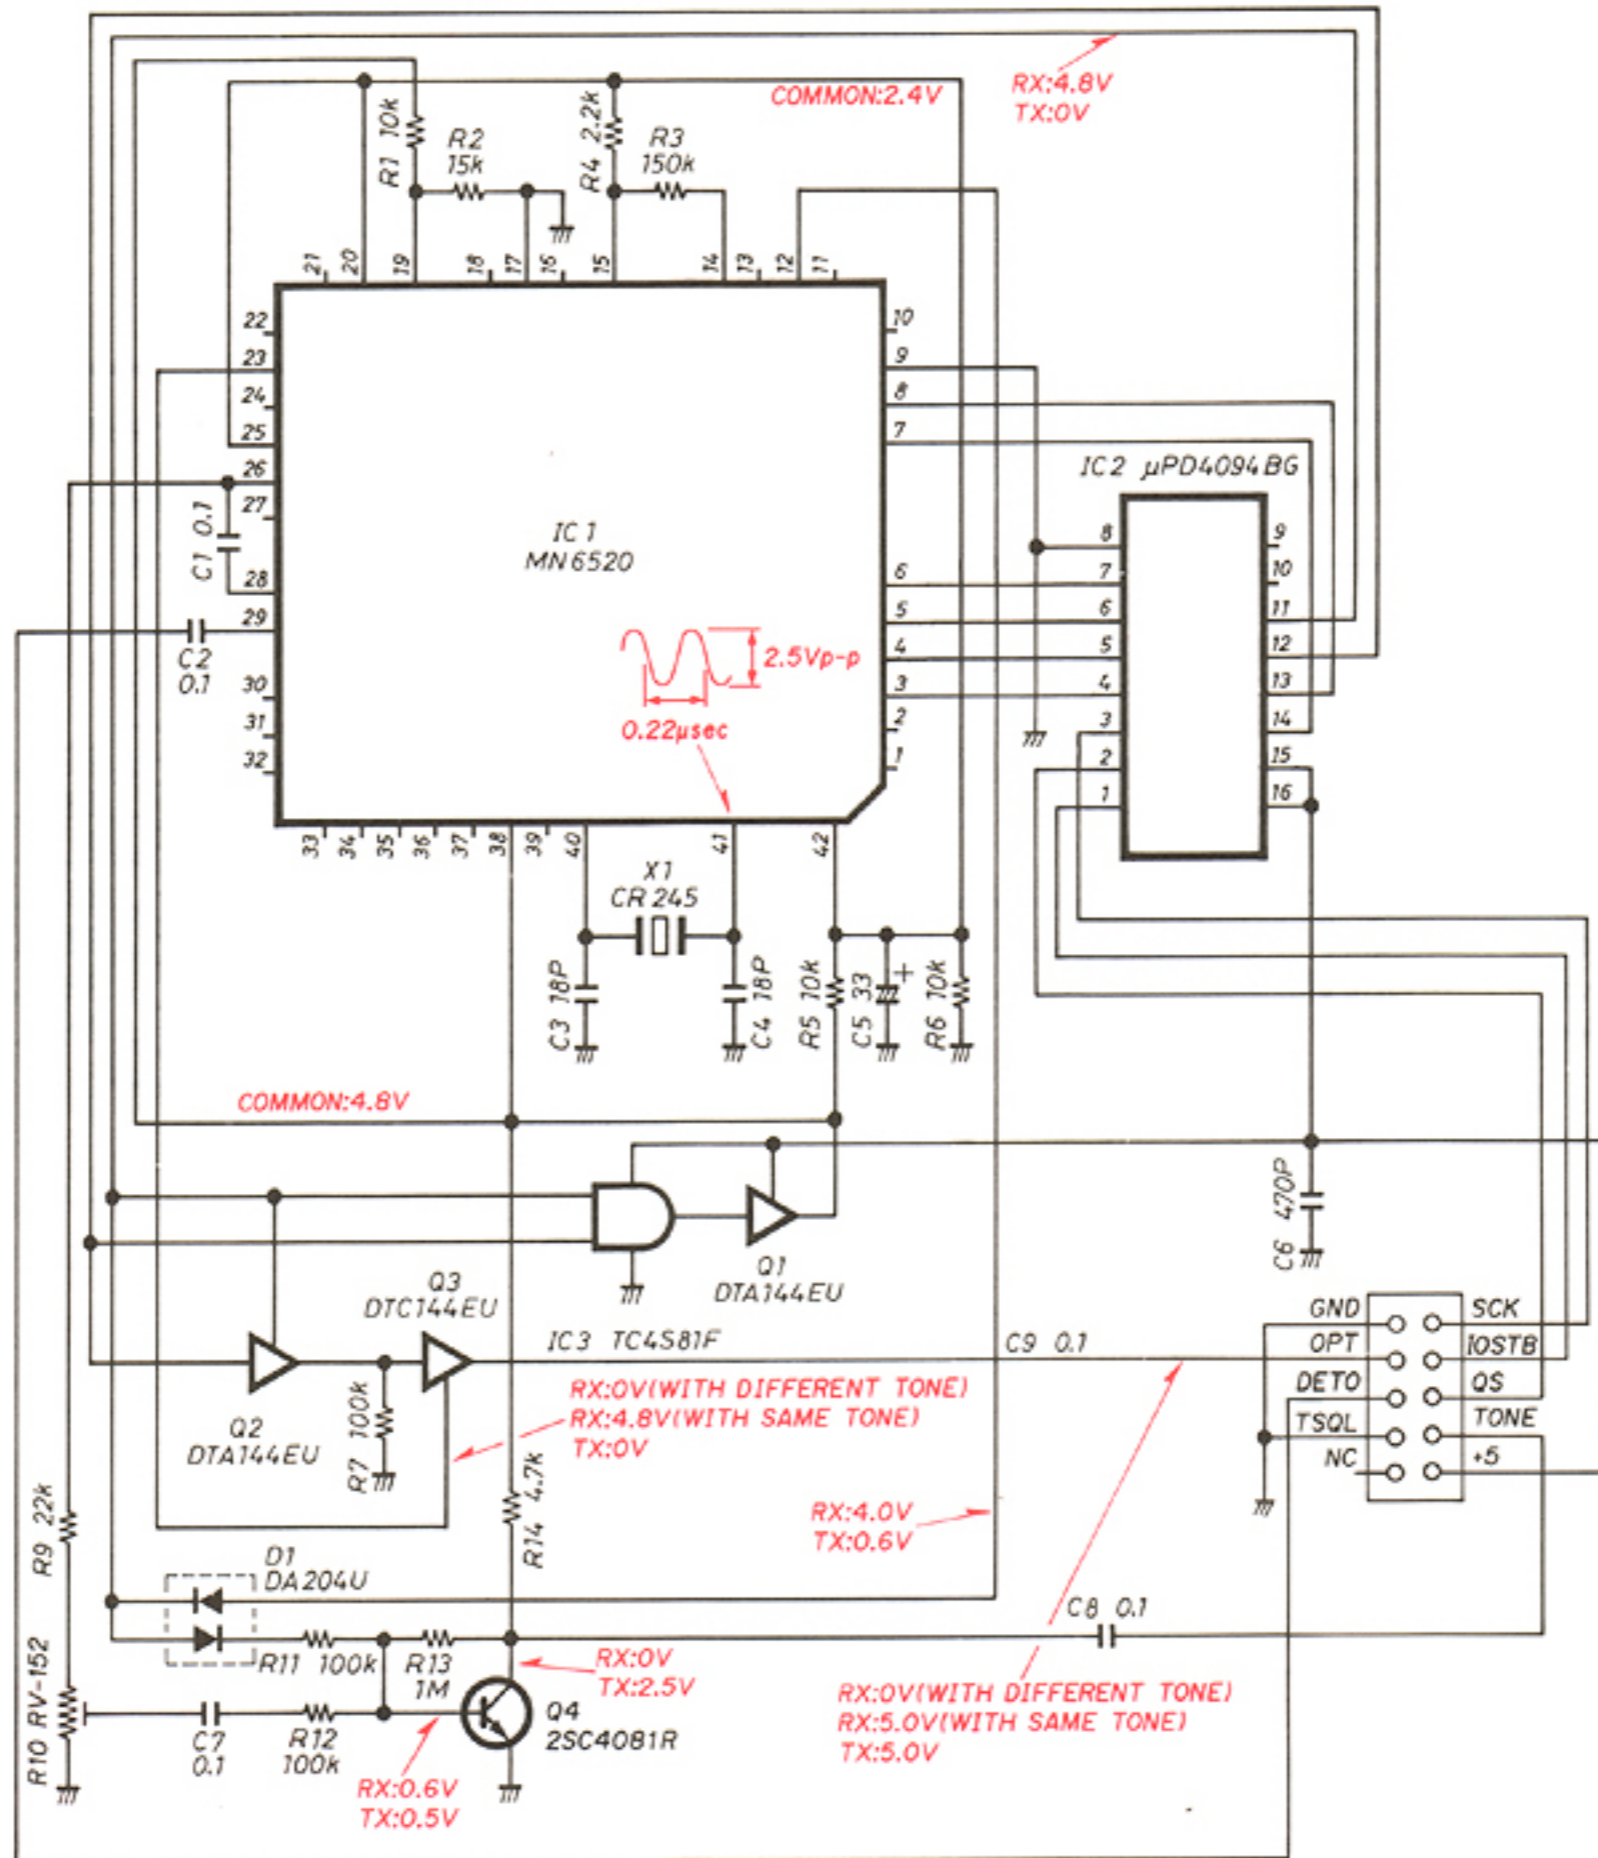 RX:4.8V
TX:0V
COMMON:2.4V
R1 10k
R2
15k
R4 2.2k
R3
150k
21
20
19
18
17
16
15
14
13
12
11
22
23
24
25
26
27
28
29
30
31
32
10
9
8
7
6
5
4
3
2
1
C1 0.1
C2
0.1
IC1
MN6520
2.5Vp-p
0.22μsec
IC2 μPD4094BG
8
7
6
5
4
3
2
1
9
10
11
12
13
14
15
16
33
34
35
36
37
38
39
40
41
42
X1
CR245
C3 18P
C4 18P
R5 10k
C5 33
+
R6 10k
COMMON:4.8V
C6 470P
Q1
DTA144EU
Q3
DTC144EU
IC3 TC4S81F
C9 0.1
Q2
DTA144EU
R7 100k
RX:0V(WITH DIFFERENT TONE)
RX:4.8V(WITH SAME TONE)
TX:0V
GND
OPT
DETO
TSQL
NC
SCK
IOSTB
QS
TONE
+5
R14 4.7k
RX:4.0V
TX:0.6V
R9 22k
D1
DA204U
C8 0.1
R11 100k
R13
1M
RX:0V
TX:2.5V
R10 RV-152
C7
0.1
R12
100k
Q4
2SC4081R
RX:0.6V
TX:0.5V
RX:0V(WITH DIFFERENT TONE)
RX:5.0V(WITH SAME TONE)
TX:5.0V